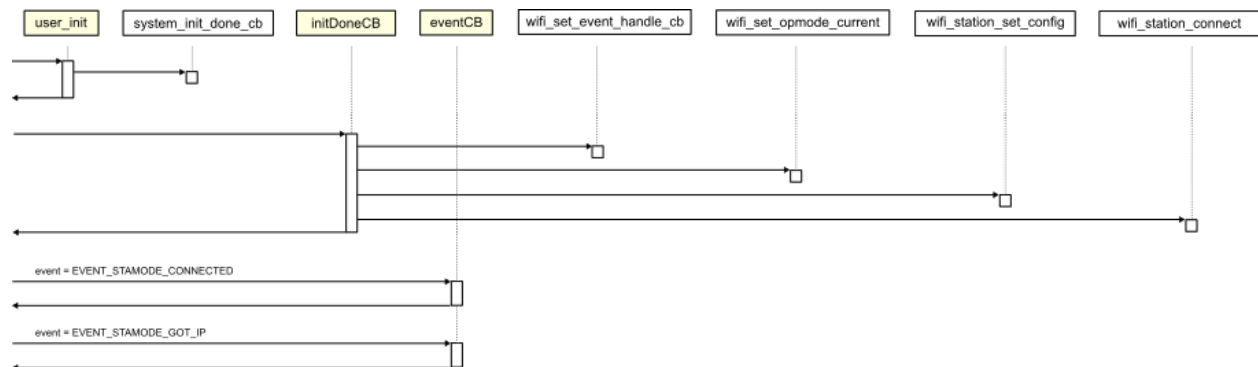 user_init
system_init_done_cb
initDoneCB
eventCB
wifi_set_event_handle_cb
wifi_set_opmode_current
wifi_station_set_config
wifi_station_connect
event = EVENT_STAMODE_CONNECTED
event = EVENT_STAMODE_GOT_IP